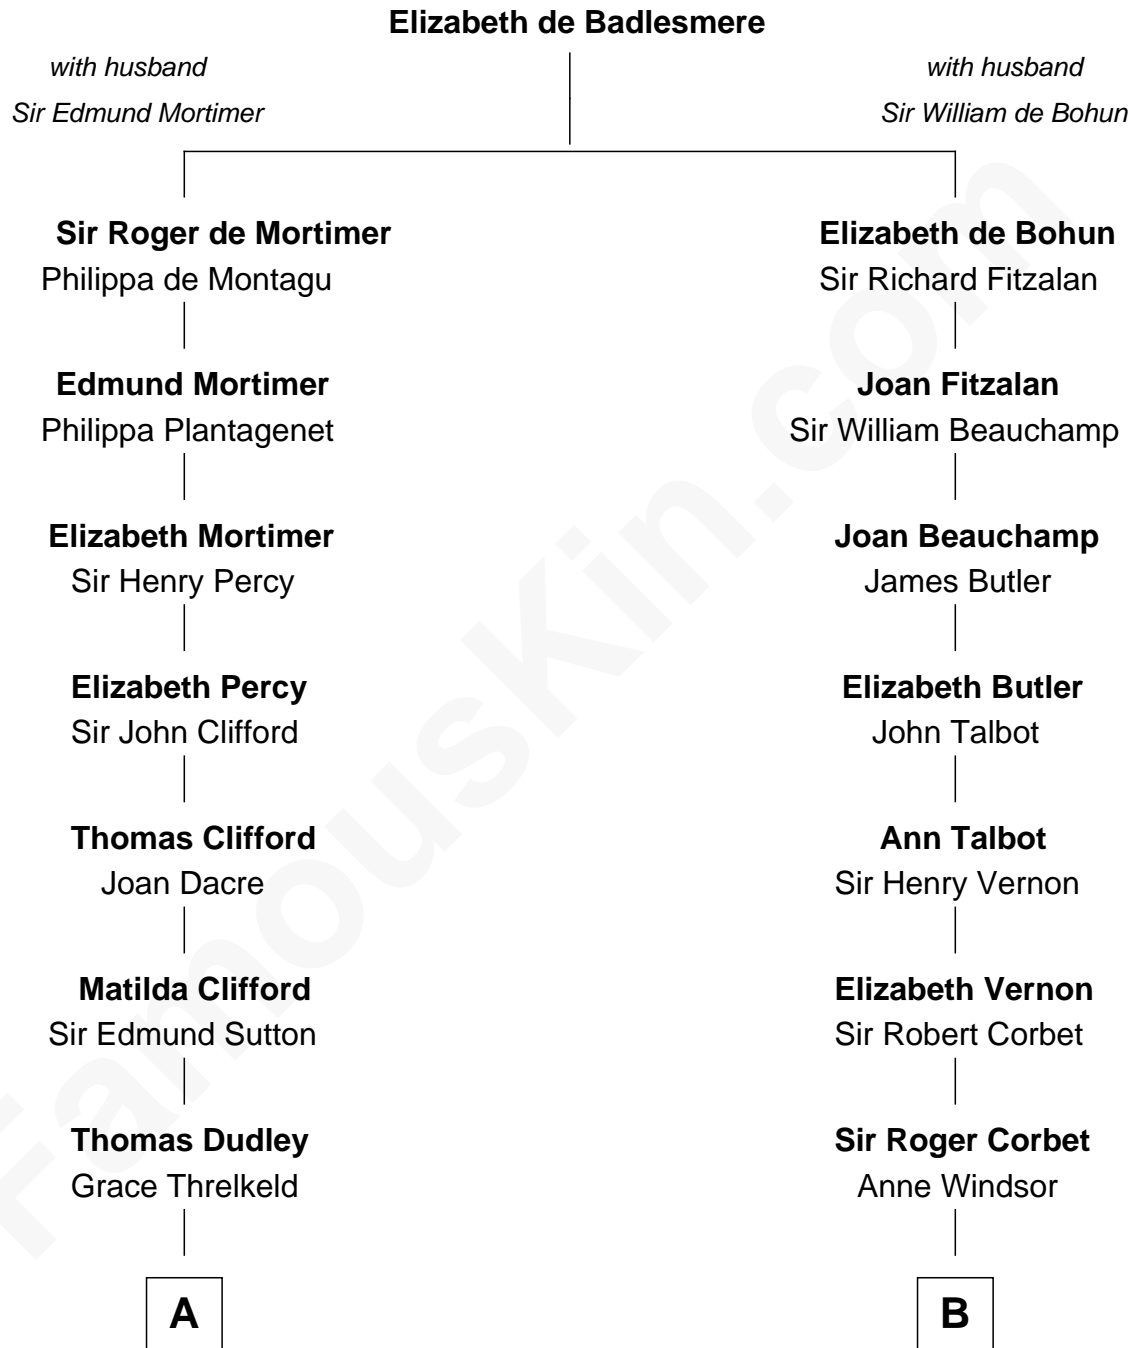 Elizabeth de Badlesmere
with husband
Sir Edmund Mortimer
with husband
Sir William de Bohun
Sir Roger de Mortimer
Philippa de Montagu
Elizabeth de Bohun
Sir Richard Fitzalan
Edmund Mortimer
Philippa Plantagenet
Joan Fitzalan
Sir William Beauchamp
Elizabeth Mortimer
Sir Henry Percy
Joan Beauchamp
James Butler
Elizabeth Percy
Sir John Clifford
Elizabeth Butler
John Talbot
Thomas Clifford
Joan Dacre
Ann Talbot
Sir Henry Vernon
Matilda Clifford
Sir Edmund Sutton
Elizabeth Vernon
Sir Robert Corbet
Thomas Dudley
Grace Threlkeld
Sir Roger Corbet
Anne Windsor
A
B
FamousKin.com